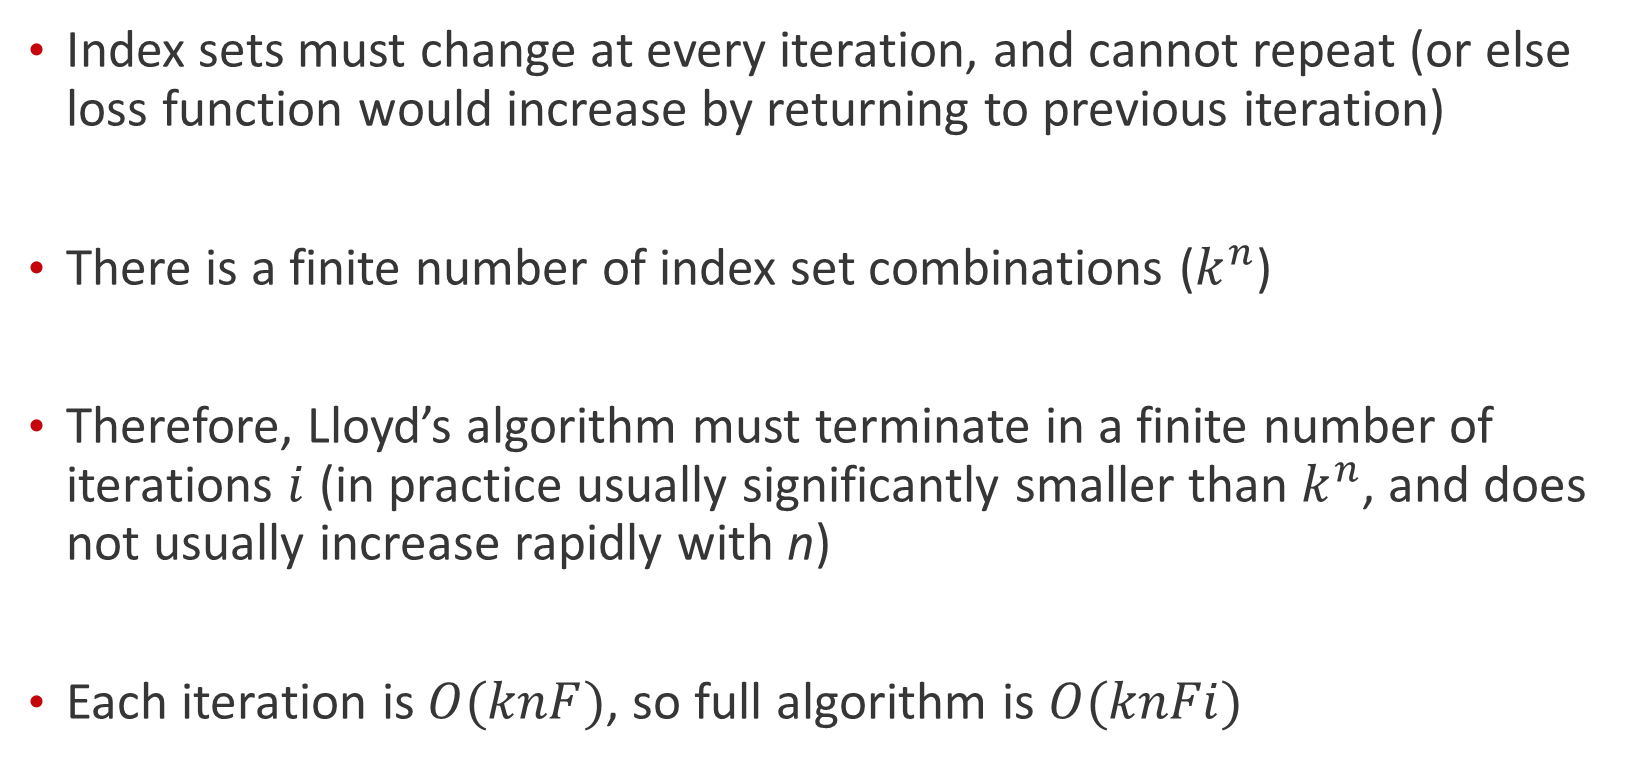 • Index sets must change at every iteration, and cannot repeat (or else
loss function would increase by returning to previous iteration)
• There is a finite number of index set combinations (kⁿ)
• Therefore, Lloyd’s algorithm must terminate in a finite number of
iterations i (in practice usually significantly smaller than kⁿ, and does
not usually increase rapidly with n)
• Each iteration is O(knF), so full algorithm is O(knFi)